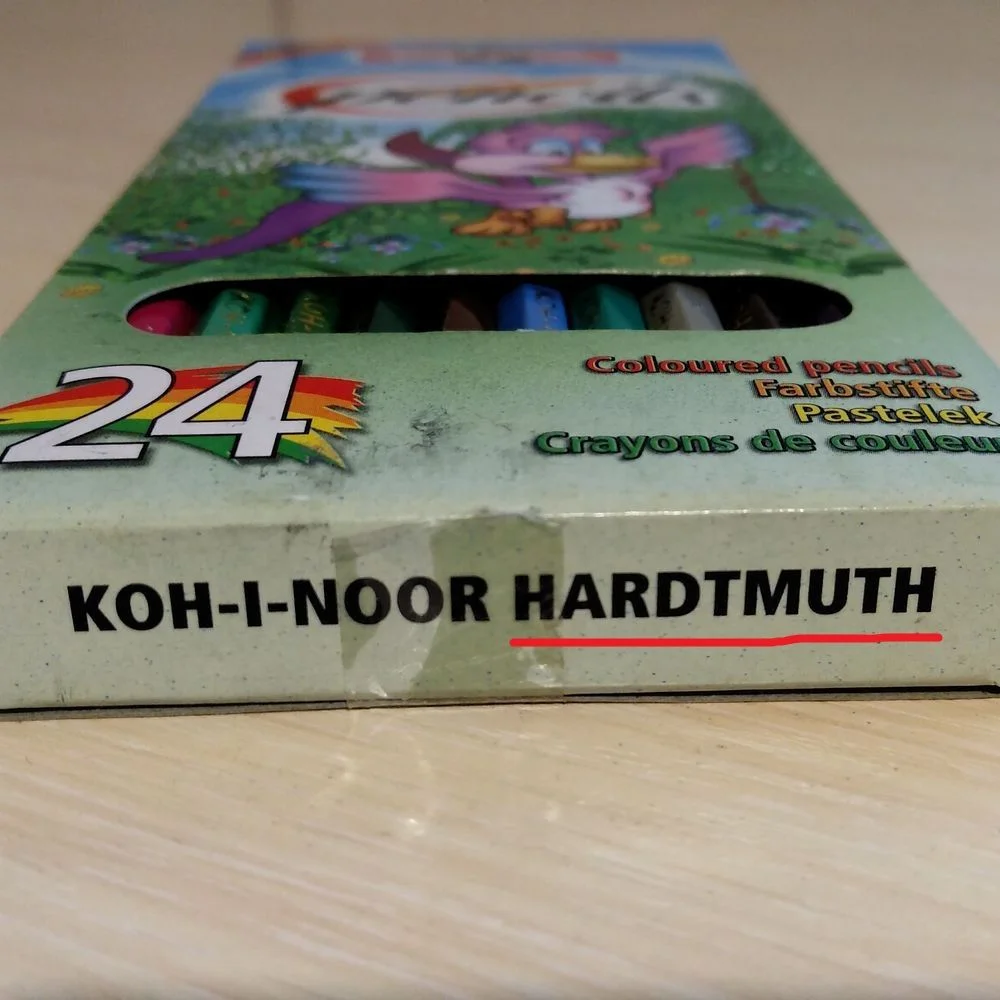 24
Coloured pencils
Farbstifte
Pastelek
Crayons de couleur
KOH-I-NOOR HARDTMUTH